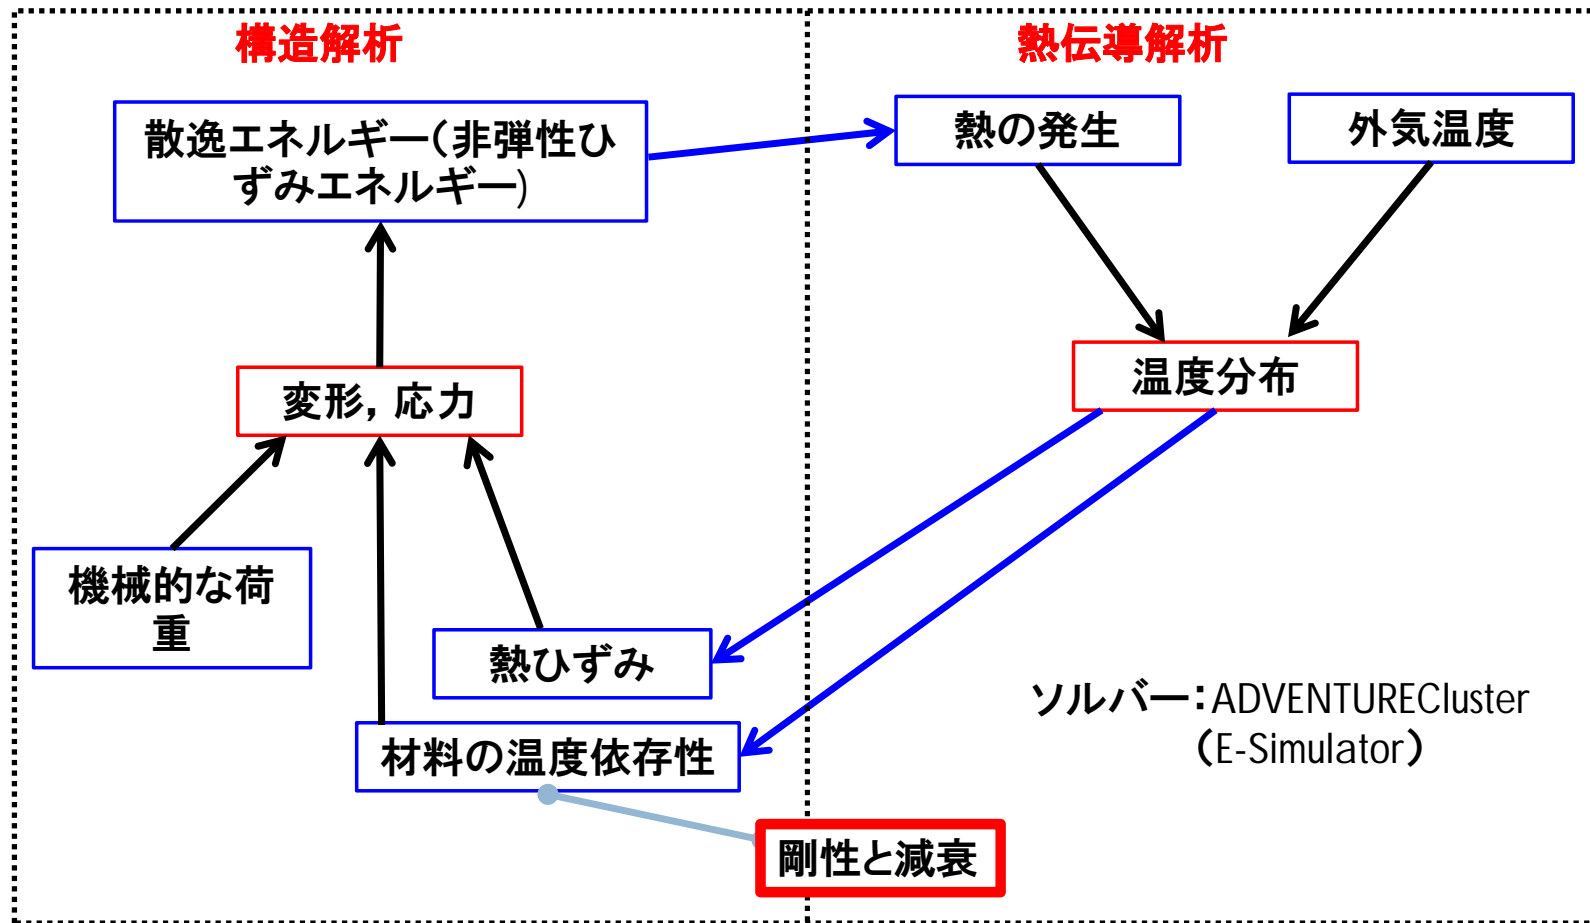 構造解析
熱伝導解析
散逸エネルギー(非弾性ひ
ずみエネルギー)
熱の発生
外気温度
変形, 応力
温度分布
機械的な荷
重
熱ひずみ
材料の温度依存性
ソルバー:ADVENTURECluster
(E-Simulator)
剛性と減衰